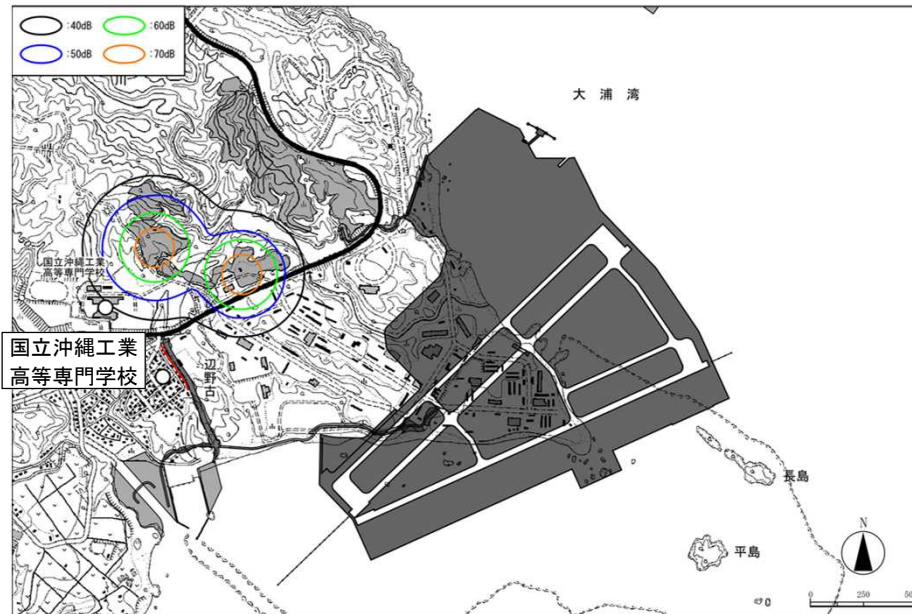 :40dB
:60dB
:50dB
:70dB
大浦湾
国立沖縄工業
高等専門学校
国立沖縄工業
高等専門学校
辺野古
長島
平島
N
0
250